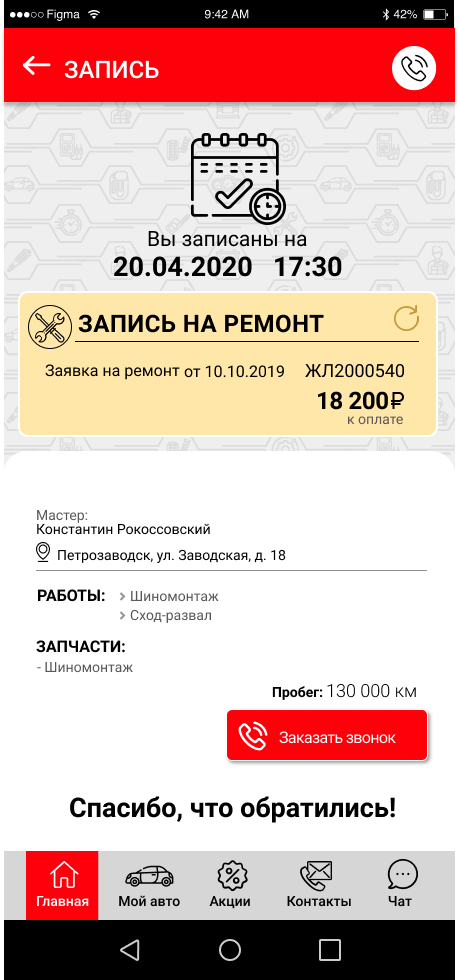 Figma 9:42 AM 42%
ЗАПИСЬ
Вы записаны на
20.04.2020 17:30
ЗАПИСЬ НА РЕМОНТ
Заявка на ремонт от 10.10.2019 ЖЛ2000540
18 200₽
к оплате
Мастер:
Константин Рокоссовский
Петрозаводск, ул. Заводская, д. 18
РАБОТЫ: > Шиномонтаж
> Сход-развал
ЗАПЧАСТИ:
- Шиномонтаж
Пробег: 130 000 км
Заказать звонок
Спасибо, что обратились!
Главная Мой авто Акции Контакты Чат